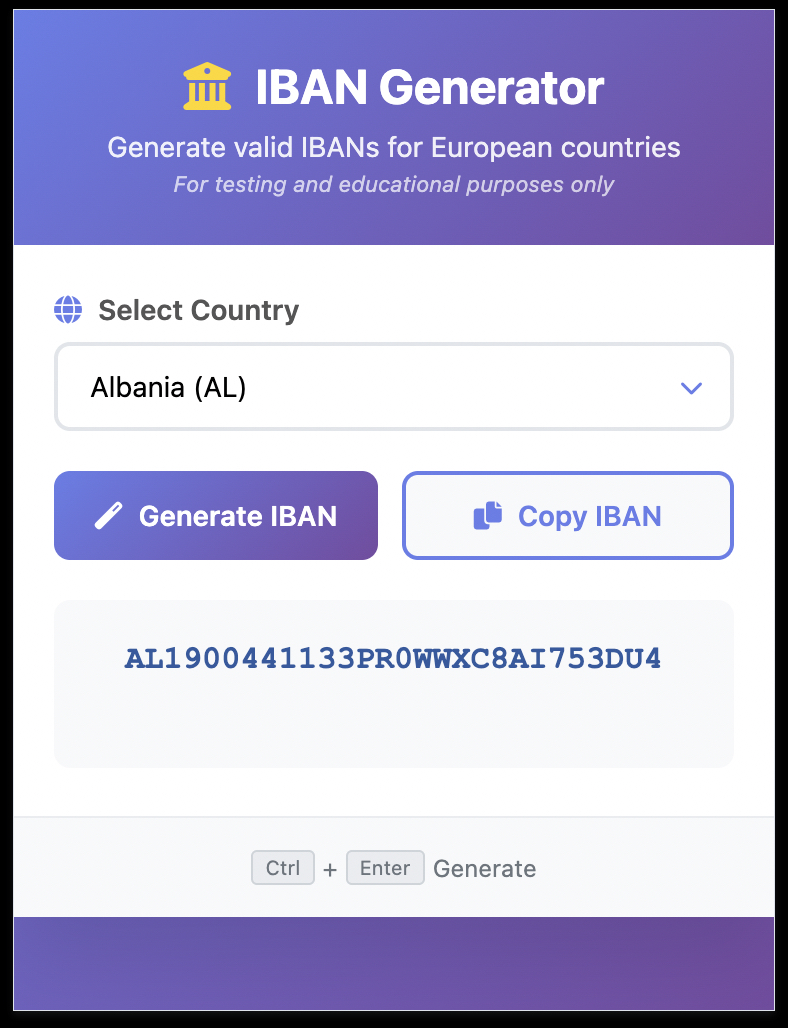 IBAN Generator
Generate valid IBANs for European countries
For testing and educational purposes only
Select Country
Albania (AL)
Generate IBAN
Copy IBAN
AL1900441133PR0WWXC8AI753DU4
Ctrl + Enter Generate